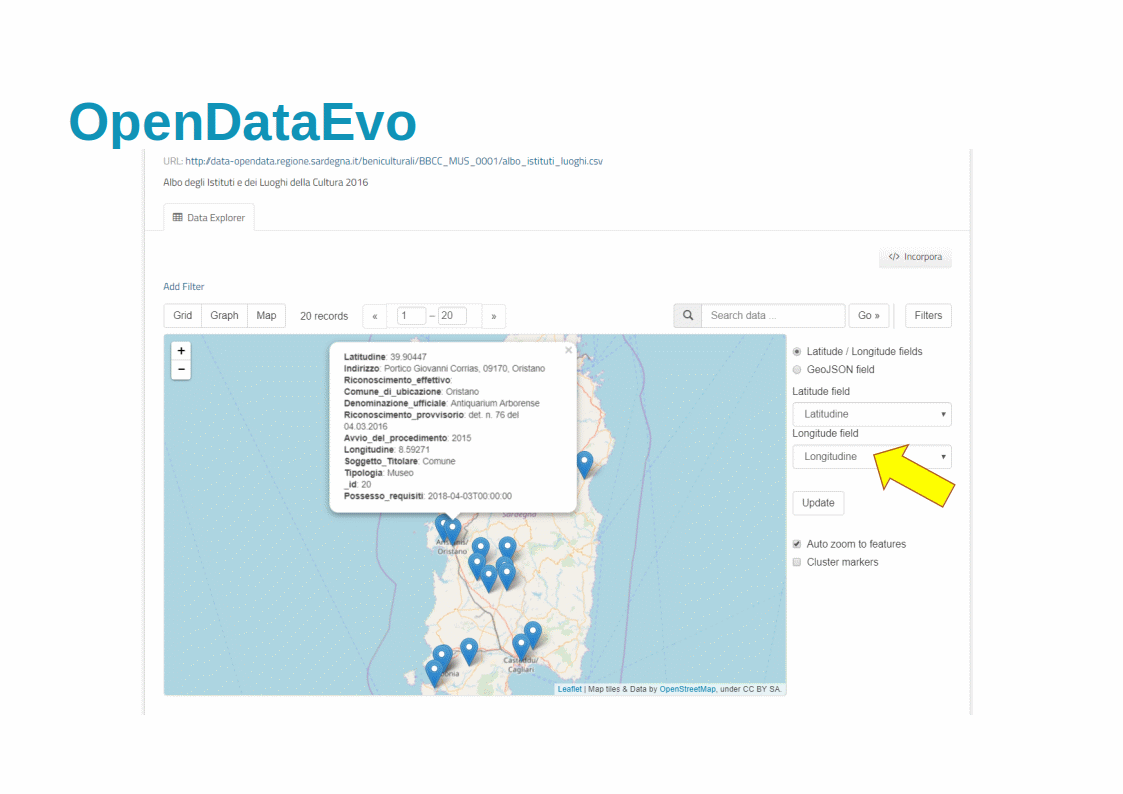 OpenDataEvo
URL: http://data-opendata.regione.sardegna.it/beniculturali/BBCC_MUS_0001/albo_istituti_luoghi.csv
Albo degli Istituti e dei Luoghi della Cultura 2016
Data Explorer
</> Incorpora
Add Filter
Grid Graph Map 20 records « 1 – 20 » Search data ... Go » Filters
+
−
×
Latitudine: 39.90447
Indirizzo: Portico Giovanni Corrias, 09170, Oristano
Riconoscimento_effettivo:
Comune_di_ubicazione: Oristano
Denominazione_ufficiale: Antiquarium Arborense
Riconoscimento_provvisorio: det. n. 76 del
04.03.2016
Avvio_del_procedimento: 2015
Longitudine: 8.59271
Soggetto_Titolare: Comune
Tipologia: Museo
_id: 20
Possesso_requisiti: 2018-04-03T00:00:00
Latitude / Longitude fields
GeoJSON field
Latitude field
Latitudine
Longitude field
Longitudine
Update
Auto zoom to features
Cluster markers
Oristano
Cagliari
Leaflet | Map tiles & Data by OpenStreetMap, under CC BY SA.